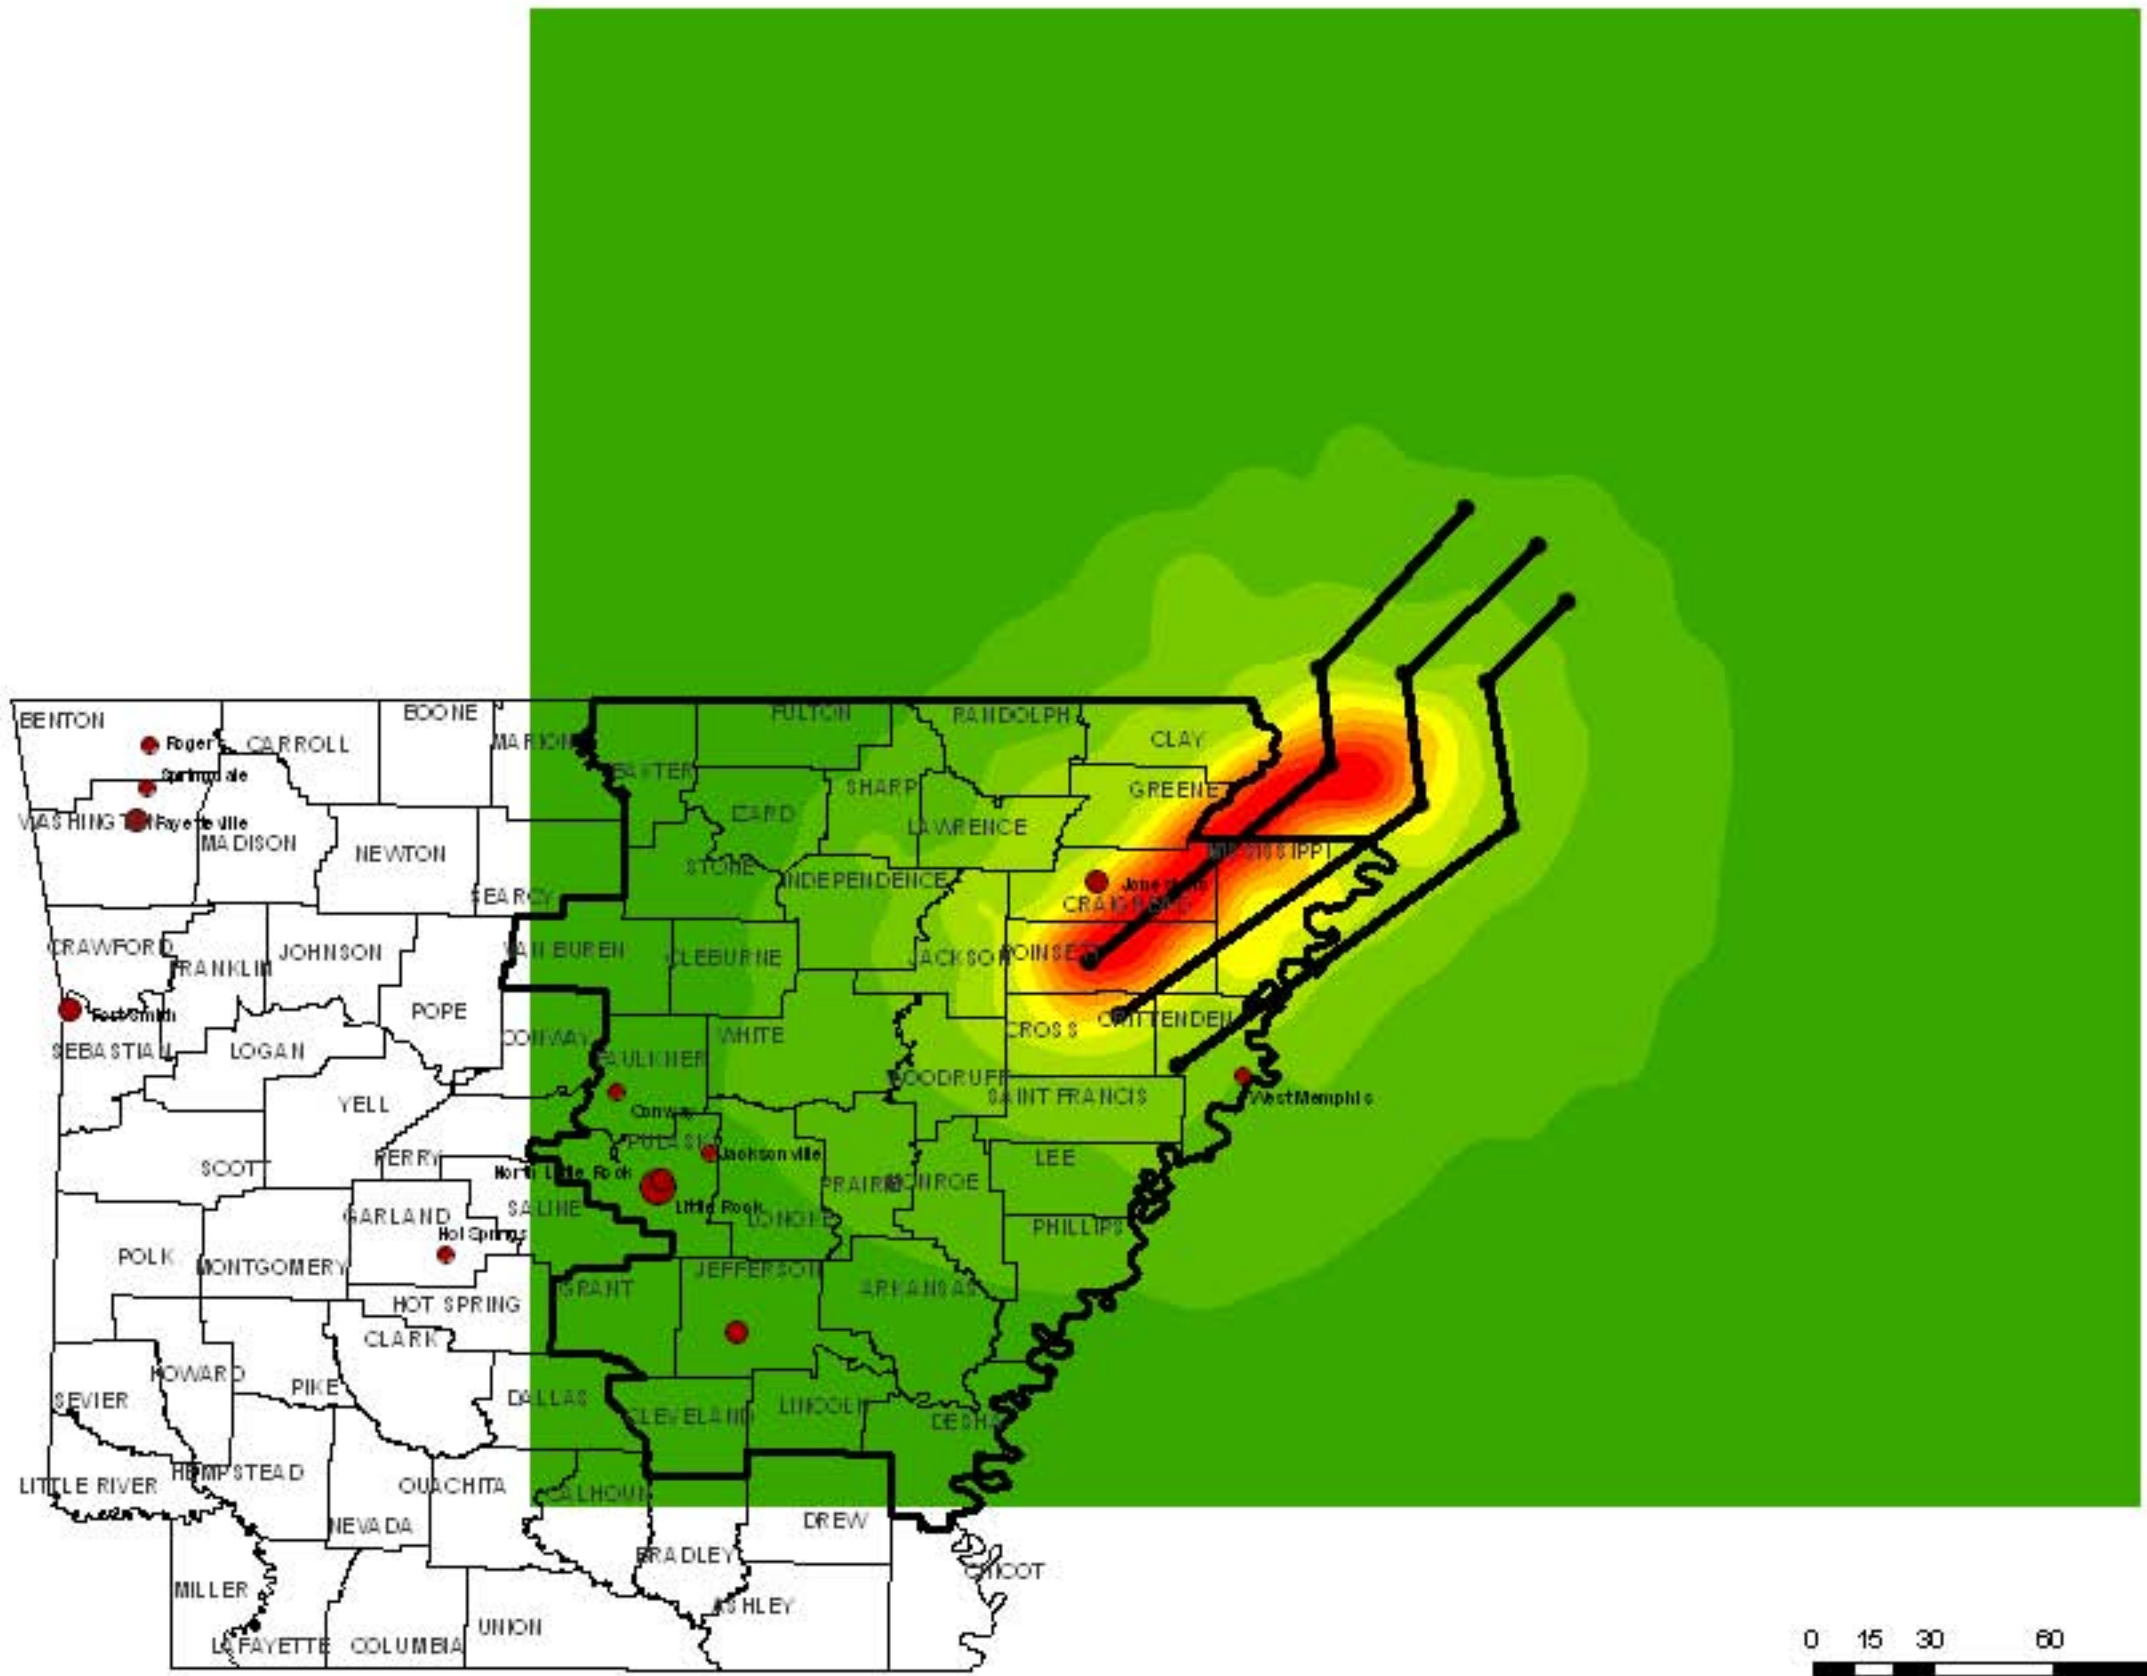 BENTON
BOONE
MARION
FULTON
RANDOLPH
CLAY
Rogers
CARROLL
Springdale
BAXTER
SHARP
GREENE
IZARD
WASHINGTON
Fayetteville
LAWRENCE
MADISON
NEWTON
MISSISSIPPI
STONE
INDEPENDENCE
Jonesboro
SEARCY
CRAIGHEAD
CRAWFORD
JOHNSON
VAN BUREN
CLEBURNE
JACKSON
POINSETT
FRANKLIN
Fort Smith
POPE
CRITTENDEN
CROSS
CONWAY
WHITE
SEBASTIAN
LOGAN
FAULKNER
WOODRUFF
SAINT FRANCIS
West Memphis
YELL
Conway
PULASKI
Jacksonville
SCOTT
PERRY
North Little Rock
LEE
PRAIRIE
MONROE
GARLAND
SALINE
Little Rock
LONOKE
PHILLIPS
Hot Springs
POLK
MONTGOMERY
JEFFERSON
GRANT
ARKANSAS
HOT SPRING
CLARK
HOWARD
PIKE
SEVIER
DALLAS
CLEVELAND
LINCOLN
DESHA
LITTLE RIVER
HEMPSTEAD
OUACHITA
CALHOUN
NEVADA
DREW
BRADLEY
CHICOT
MILLER
ASHLEY
UNION
LAFAYETTE
COLUMBIA
0 15 30 60